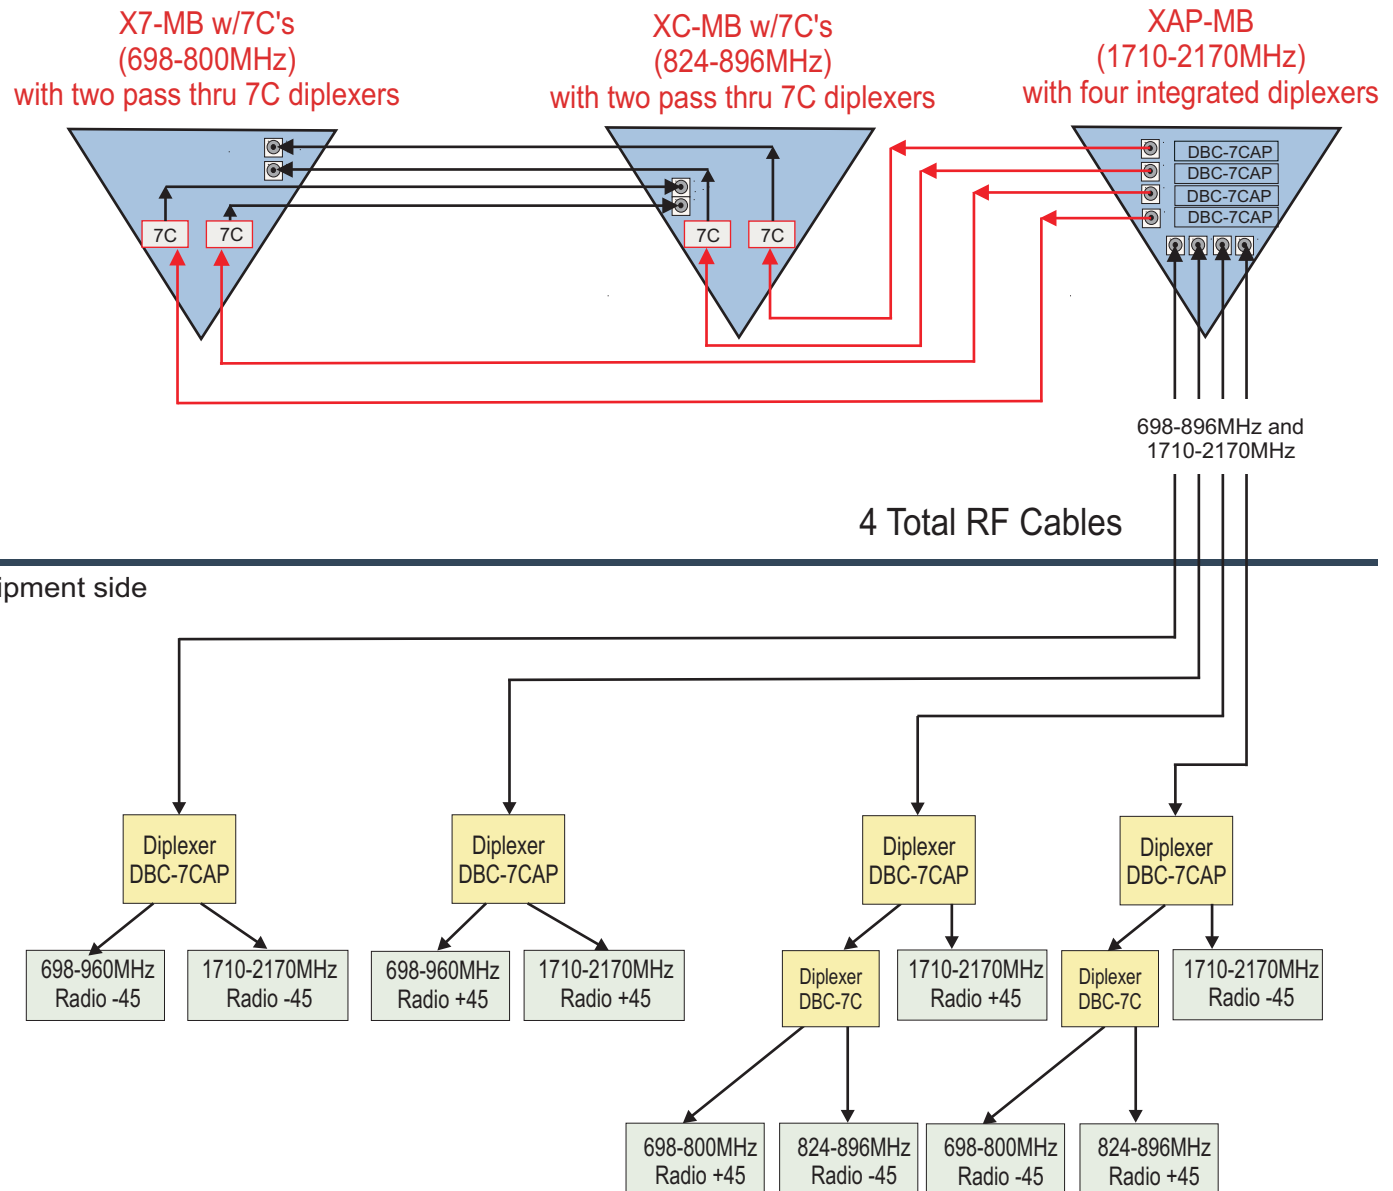 X7-MB w/7C's
(698-800MHz)
with two pass thru 7C diplexers
XC-MB w/7C's
(824-896MHz)
with two pass thru 7C diplexers
XAP-MB
(1710-2170MHz)
with four integrated diplexers
DBC-7CAP
DBC-7CAP
DBC-7CAP
DBC-7CAP
7C
7C
7C
7C
698-896MHz and
1710-2170MHz
4 Total RF Cables
ipment side
Diplexer
DBC-7CAP
Diplexer
DBC-7CAP
Diplexer
DBC-7CAP
Diplexer
DBC-7CAP
698-960MHz
Radio -45
1710-2170MHz
Radio -45
698-960MHz
Radio +45
1710-2170MHz
Radio +45
Diplexer
DBC-7C
1710-2170MHz
Radio +45
Diplexer
DBC-7C
1710-2170MHz
Radio -45
698-800MHz
Radio +45
824-896MHz
Radio -45
698-800MHz
Radio -45
824-896MHz
Radio +45